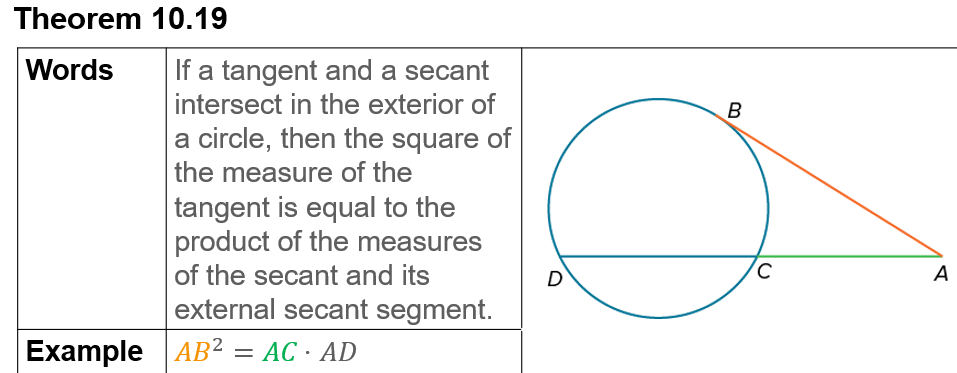 Theorem 10.19
Words
If a tangent and a secant
intersect in the exterior of
a circle, then the square of
the measure of the
tangent is equal to the
product of the measures
of the secant and its
external secant segment.
B
D
C
A
Example
AB² = AC · AD